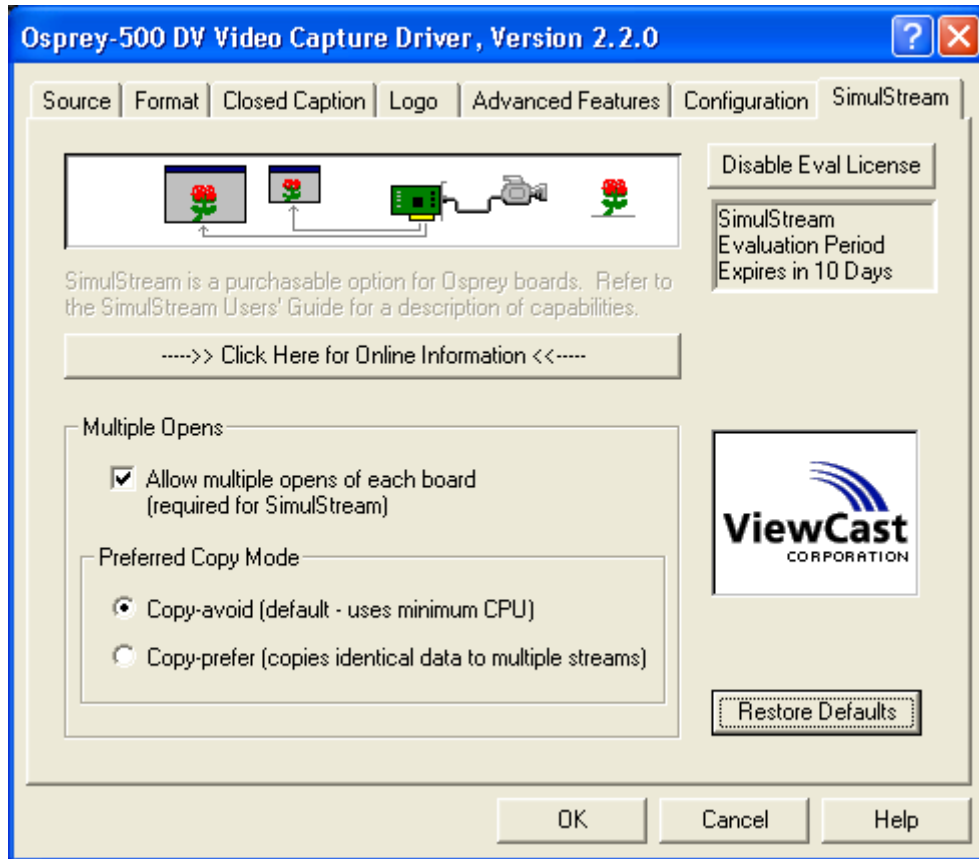 Osprey-500 DV Video Capture Driver, Version 2.2.0
Source Format Closed Caption Logo Advanced Features Configuration SimulStream
Disable Eval License
SimulStream
Evaluation Period
Expires in 10 Days
SimulStream is a purchasable option for Osprey boards. Refer to
the SimulStream Users' Guide for a description of capabilities.
----->> Click Here for Online Information <<-----
Multiple Opens
Allow multiple opens of each board
(required for SimulStream)
Preferred Copy Mode
Copy-avoid (default - uses minimum CPU)
Copy-prefer (copies identical data to multiple streams)
ViewCast
CORPORATION
Restore Defaults
OK Cancel Help